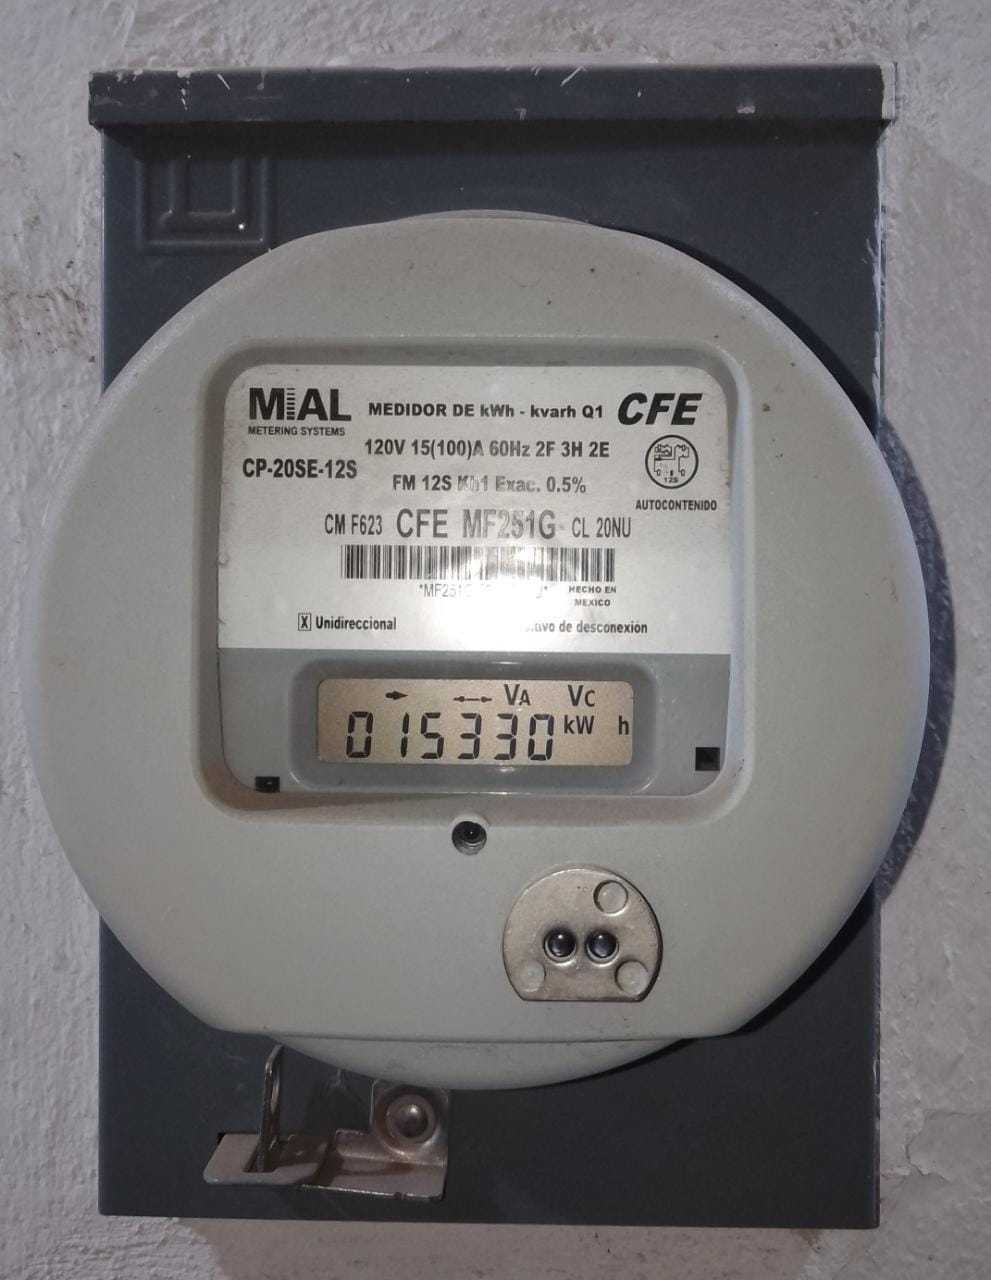 MIAL
METERING SYSTEMS
MEDIDOR DE kWh - kvarh Q1
CFE
120V 15(100)A 60Hz 2F 3H 2E
CP-20SE-12S
FM 12S Kh1 Exac. 0.5%
12S
AUTOCONTENIDO
CM F623 CFE MF251G CL 20NU
HECHO EN
MEXICO
X Unidireccional
de desconexión
VA VC
015330 kW h